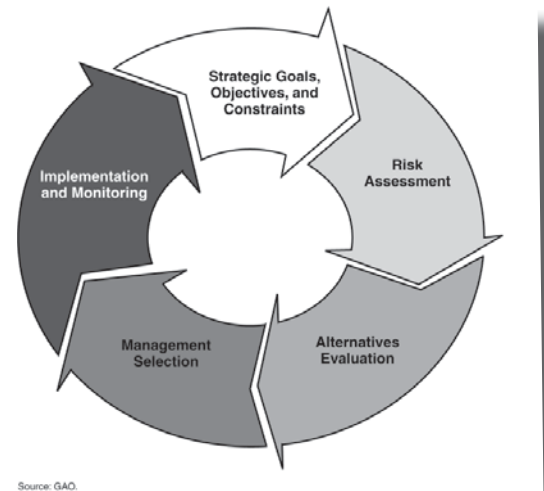 Strategic Goals,
Objectives, and
Constraints
Risk
Assessment
Alternatives
Evaluation
Management
Selection
Implementation
and Monitoring
Source: GAO.